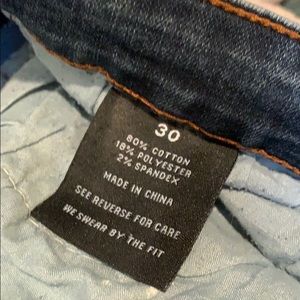 30
80% COTTON
18% POLYESTER
2% SPANDEX
MADE IN CHINA
SEE REVERSE FOR CARE
WE SWEAR BY THE FIT